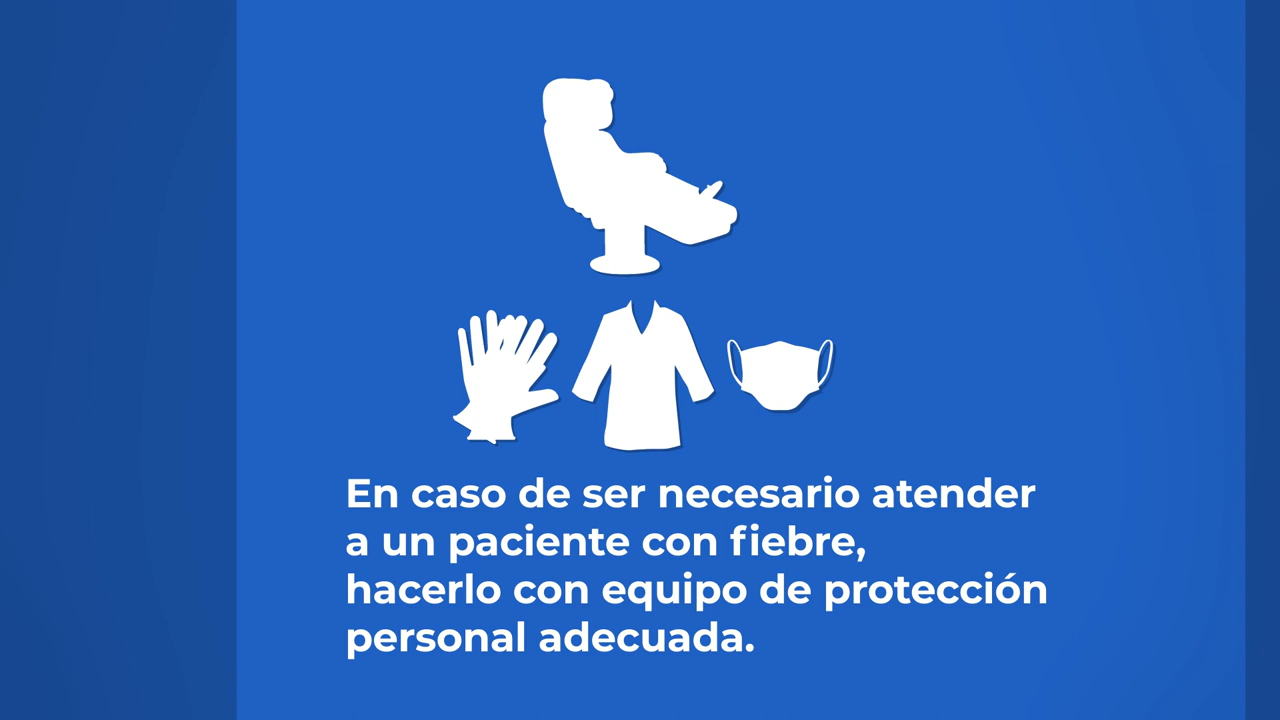 En caso de ser necesario atender
a un paciente con fiebre,
hacerlo con equipo de protección
personal adecuada.